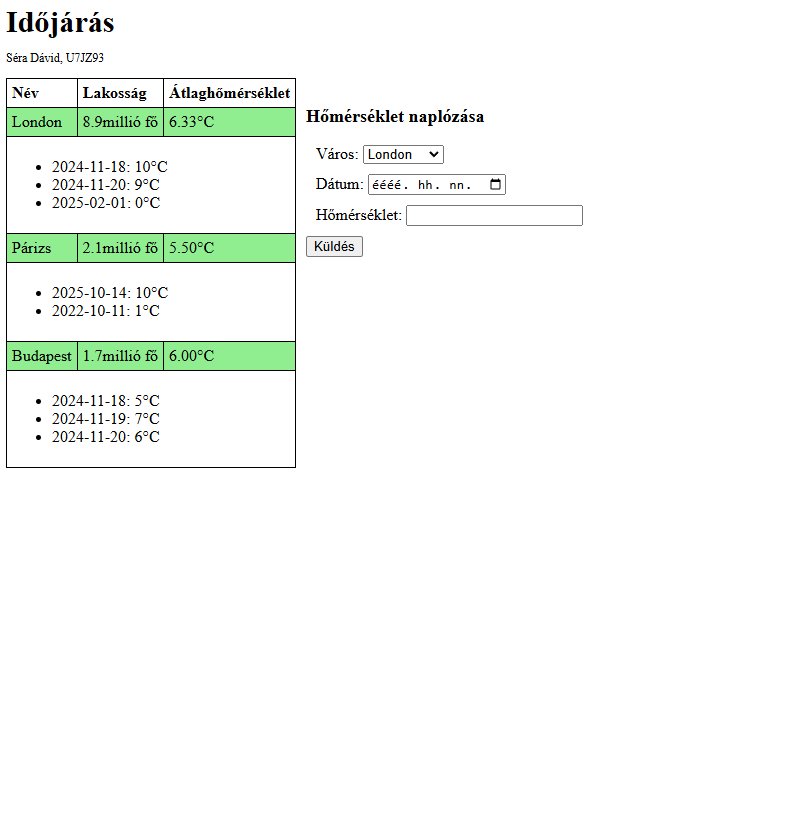 Időjárás
Séra Dávid, U7JZ93
Név Lakosság Átlaghőmérséklet
London 8.9millió fő 6.33°C
2024-11-18: 10°C
2024-11-20: 9°C
2025-02-01: 0°C
Párizs 2.1millió fő 5.50°C
2025-10-14: 10°C
2022-10-11: 1°C
Budapest 1.7millió fő 6.00°C
2024-11-18: 5°C
2024-11-19: 7°C
2024-11-20: 6°C
Hőmérséklet naplózása
Város: London
Dátum: éééé. hh. nn.
Hőmérséklet:
Küldés